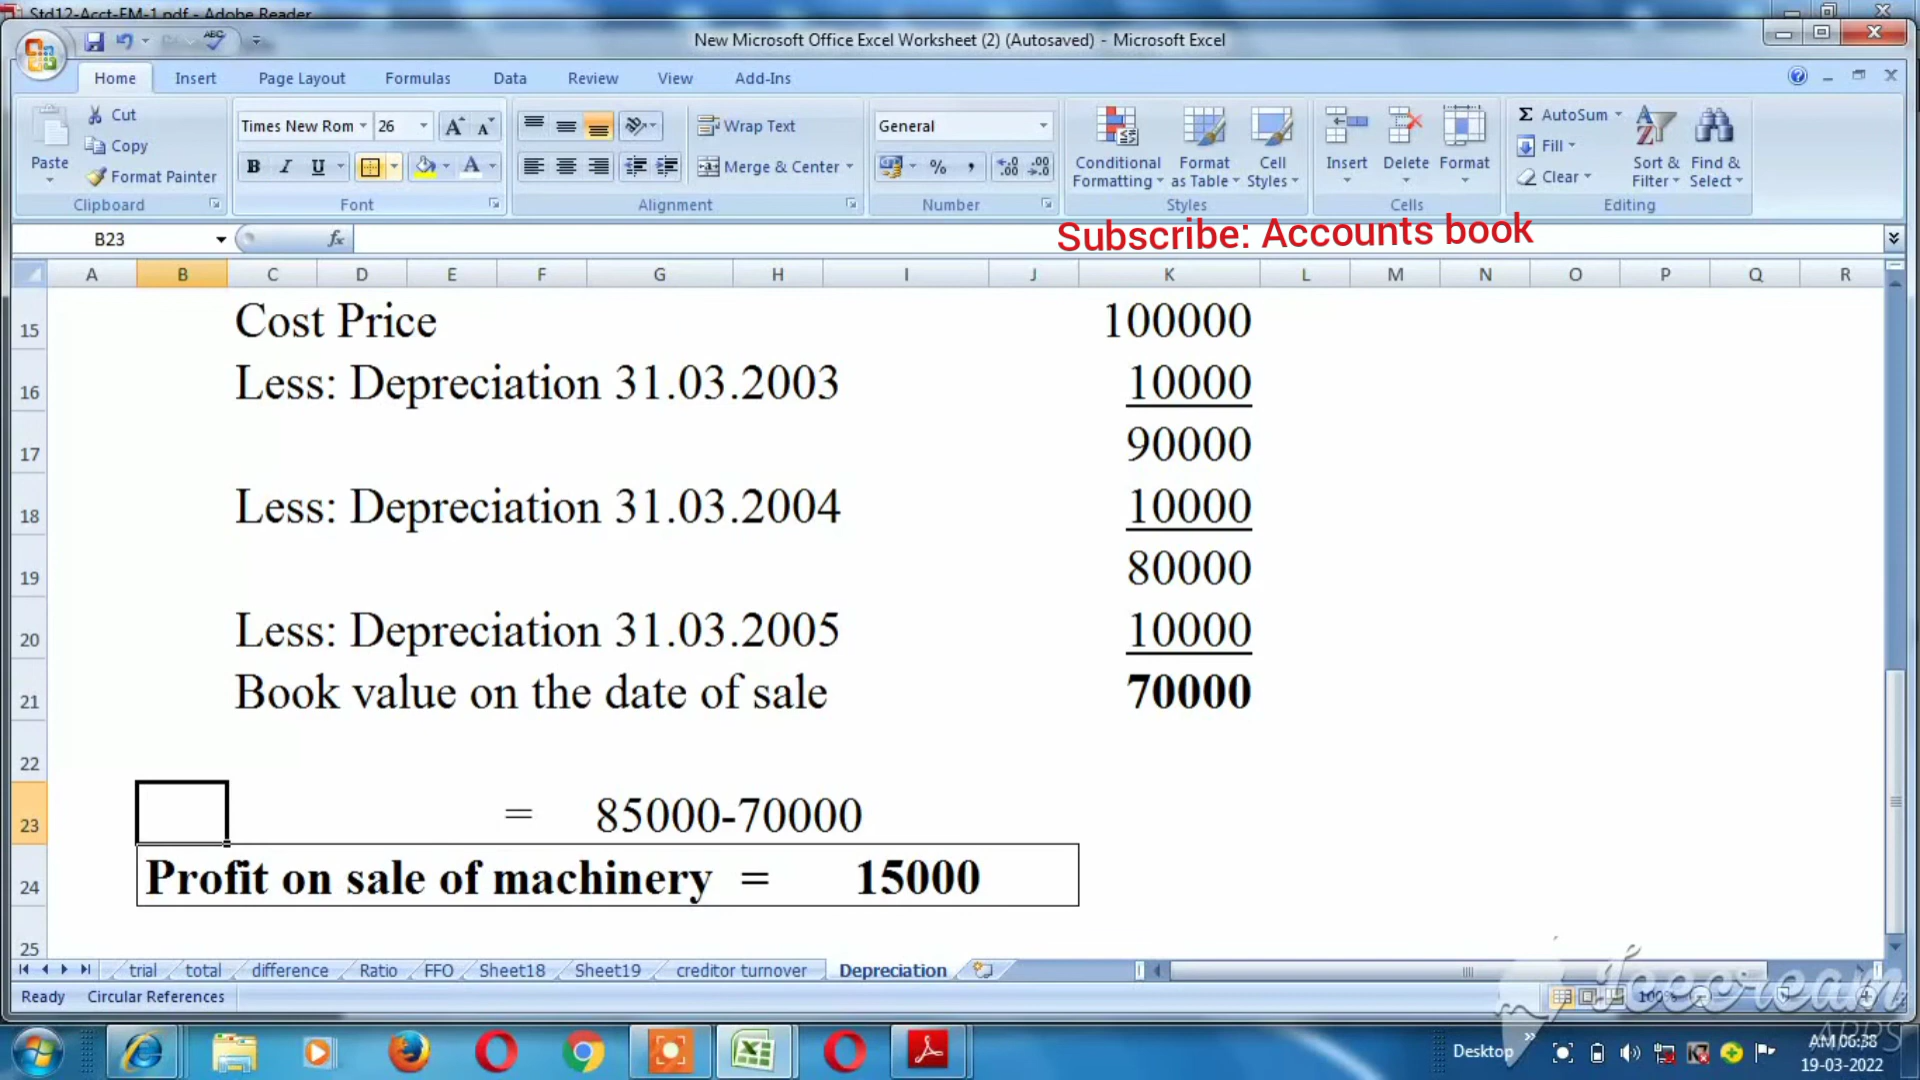 Std12-Acct-EM-1.pdf - Adobe Reader
New Microsoft Office Excel Worksheet (2) (Autosaved) - Microsoft Excel
Home Insert Page Layout Formulas Data Review View Add-Ins
Paste
Cut
Copy
Format Painter
Clipboard
Times New Rom 26
B I U
Font
Wrap Text
Merge & Center
Alignment
General
% ,
Number
Conditional Formatting
Format as Table
Cell Styles
Styles
Insert Delete Format
Cells
Σ AutoSum
Fill
Clear
Sort & Filter
Find & Select
Editing
B23 fx
Subscribe: Accounts book
A B C D E F G H I J K L M N O P Q R
15 Cost Price 100000
16 Less: Depreciation 31.03.2003 10000
17 90000
18 Less: Depreciation 31.03.2004 10000
19 80000
20 Less: Depreciation 31.03.2005 10000
21 Book value on the date of sale 70000
22
23 = 85000-70000
24 Profit on sale of machinery = 15000
25
trial total difference Ratio FFO Sheet18 Sheet19 creditor turnover Depreciation
Ready Circular References 100%
Icecream
APPS
Desktop
AM 06:38
19-03-2022